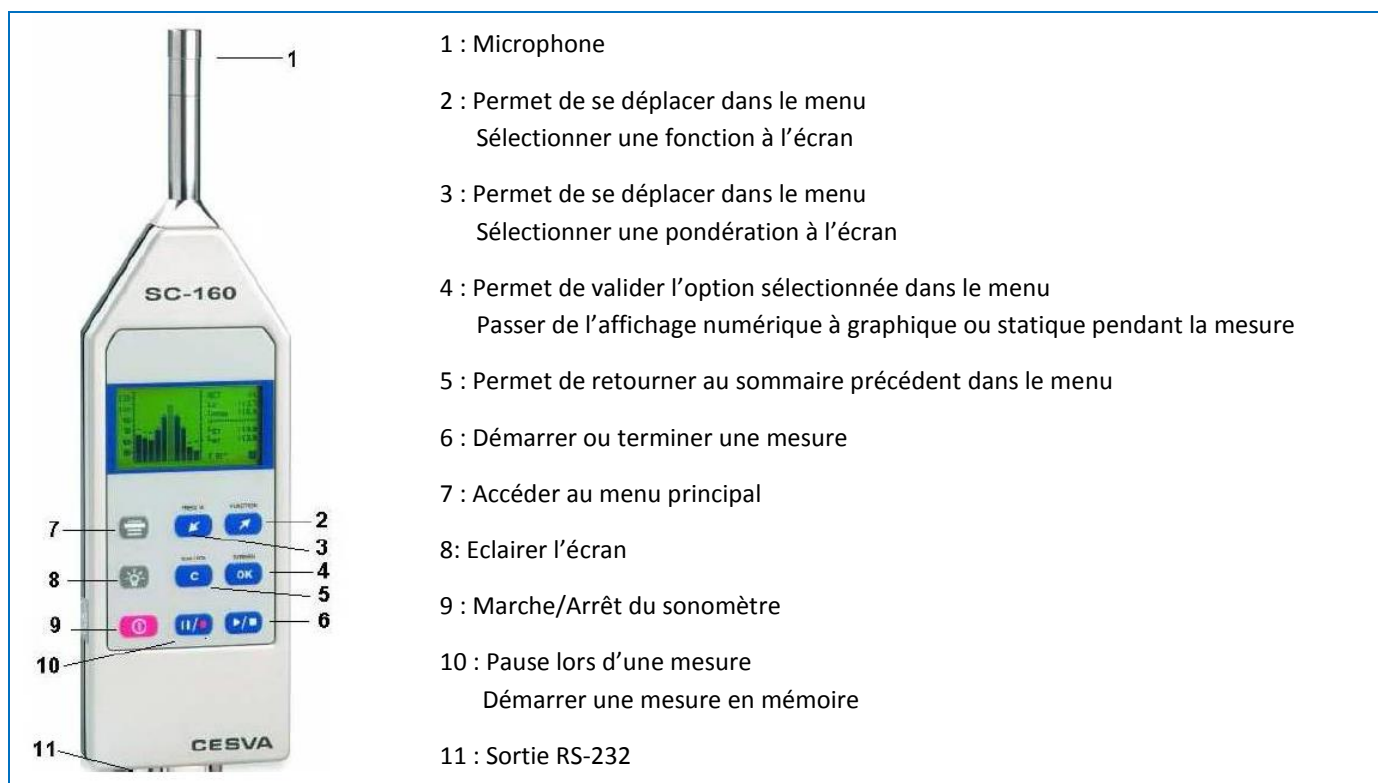 1 : Microphone
2 : Permet de se déplacer dans le menu
Sélectionner une fonction à l’écran
3 : Permet de se déplacer dans le menu
Sélectionner une pondération à l’écran
4 : Permet de valider l’option sélectionnée dans le menu
Passer de l’affichage numérique à graphique ou statique pendant la mesure
5 : Permet de retourner au sommaire précédent dans le menu
6 : Démarrer ou terminer une mesure
7 : Accéder au menu principal
8: Eclairer l’écran
9 : Marche/Arrêt du sonomètre
10 : Pause lors d’une mesure
Démarrer une mesure en mémoire
11 : Sortie RS-232
1
SC-160
FUNCTION
7
2
3
SCREEN
8
C
OK
4
5
9
6
10
CESVA
11